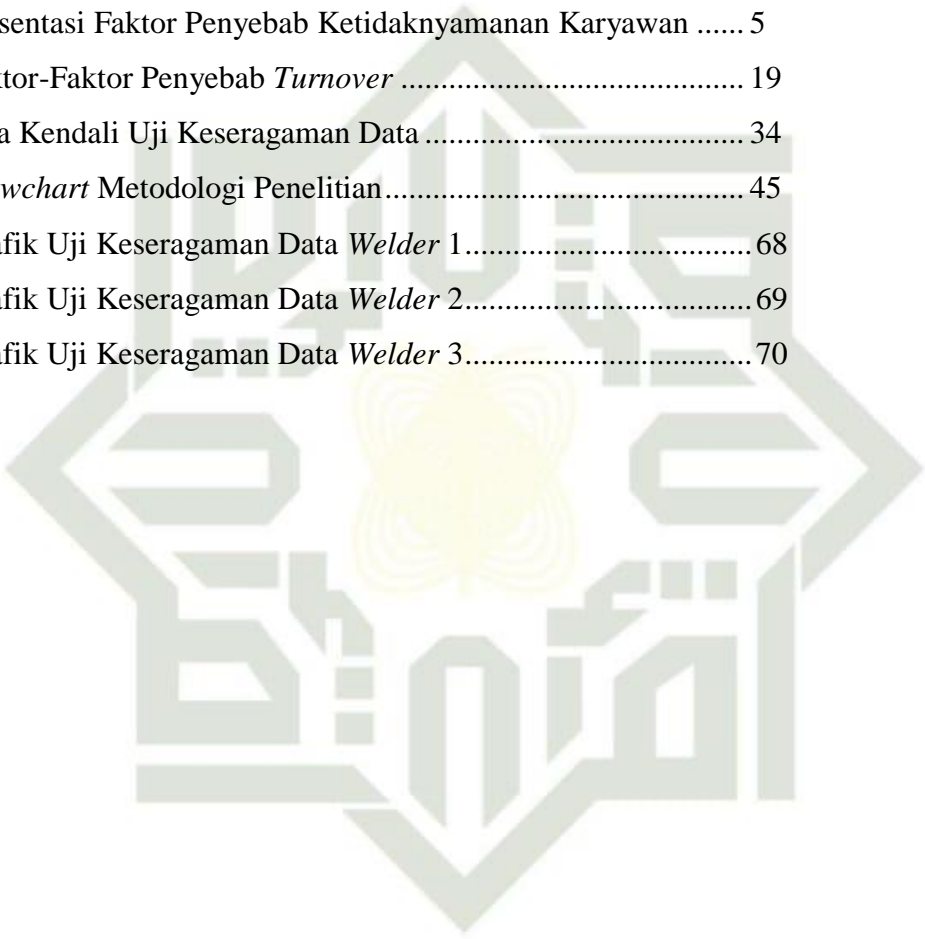 sentasi Faktor Penyebab Ketidaknyamanan Karyawan ...... 5
ktor-Faktor Penyebab Turnover .......................................... 19
a Kendali Uji Keseragaman Data ....................................... 34
wchart Metodologi Penelitian............................................ 45
afik Uji Keseragaman Data Welder 1................................... 68
afik Uji Keseragaman Data Welder 2................................... 69
afik Uji Keseragaman Data Welder 3................................... 70